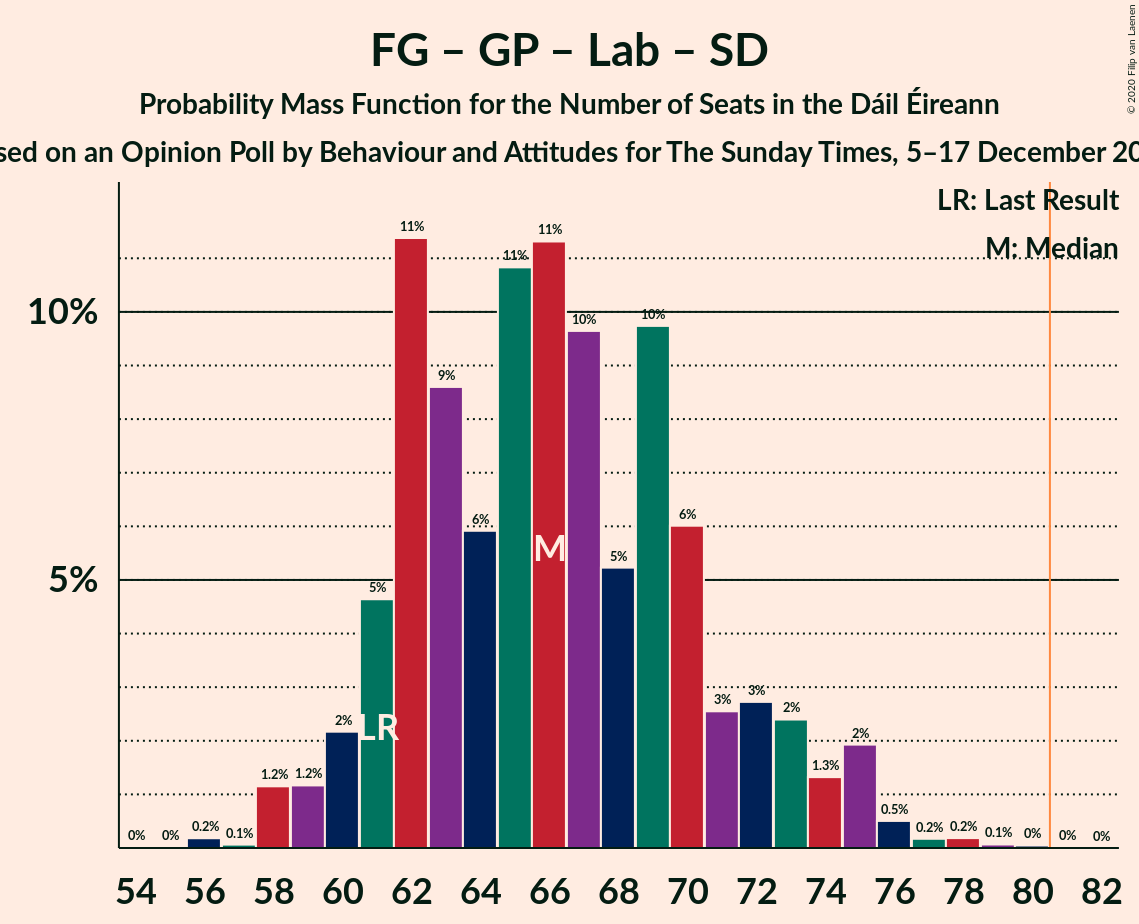 FG – GP – Lab – SD
Probability Mass Function for the Number of Seats in the Dáil Éireann
sed on an Opinion Poll by Behaviour and Attitudes for The Sunday Times, 5–17 December 20
© 2020 Filip van Laenen
LR: Last Result
M: Median
10%
5%
0% 0% 0.2% 0.1% 1.2% 1.2% 2% 5% 11% 9% 6% 11% 11% 10% 5% 10% 6% 3% 3% 2% 1.3% 2% 0.5% 0.2% 0.2% 0.1% 0% 0% 0%
LR
M
54 56 58 60 62 64 66 68 70 72 74 76 78 80 82